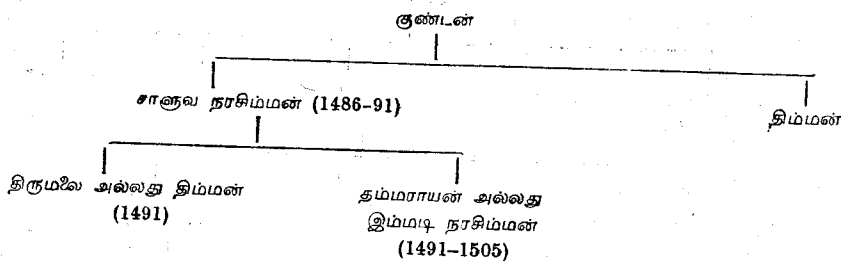 குண்டன்
சாளுவ நரசிம்மன் (1486-91)
திம்மன்
திருமலை அல்லது திம்மன்
(1491)
தம்மராயன் அல்லது
இம்மடி நரசிம்மன்
(1491–1505)